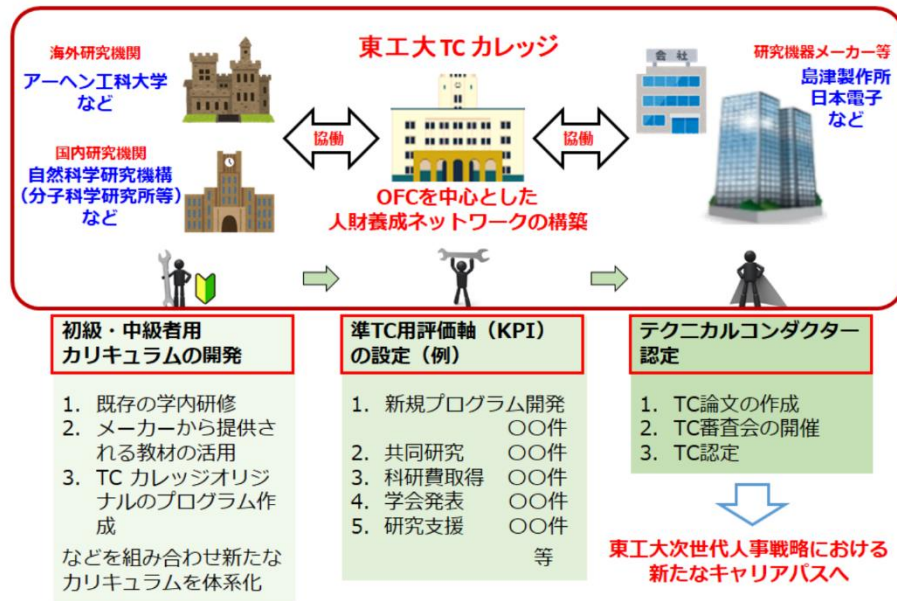 東工大TC カレッジ
海外研究機関
アーヘン工科大学
など
国内研究機関
自然科学研究機構
（分子科学研究所等）
など
協働
OFCを中心とした
人財養成ネットワークの構築
協働
会社
研究機器メーカー等
島津製作所
日本電子
など
初級・中級者用
カリキュラムの開発
1. 既存の学内研修
2. メーカーから提供さ
れる教材の活用
3. TC カレッジオリジ
ナルのプログラム作
成
などを組み合わせ新たな
カリキュラムを体系化
準TC用評価軸（KPI）
の設定（例）
1. 新規プログラム開発
〇〇件
2. 共同研究 〇〇件
3. 科研費取得 〇〇件
4. 学会発表 〇〇件
5. 研究支援 〇〇件
等
テクニカルコンダクター
認定
1. TC論文の作成
2. TC審査会の開催
3. TC認定
東工大次世代人事戦略における
新たなキャリアパスへ